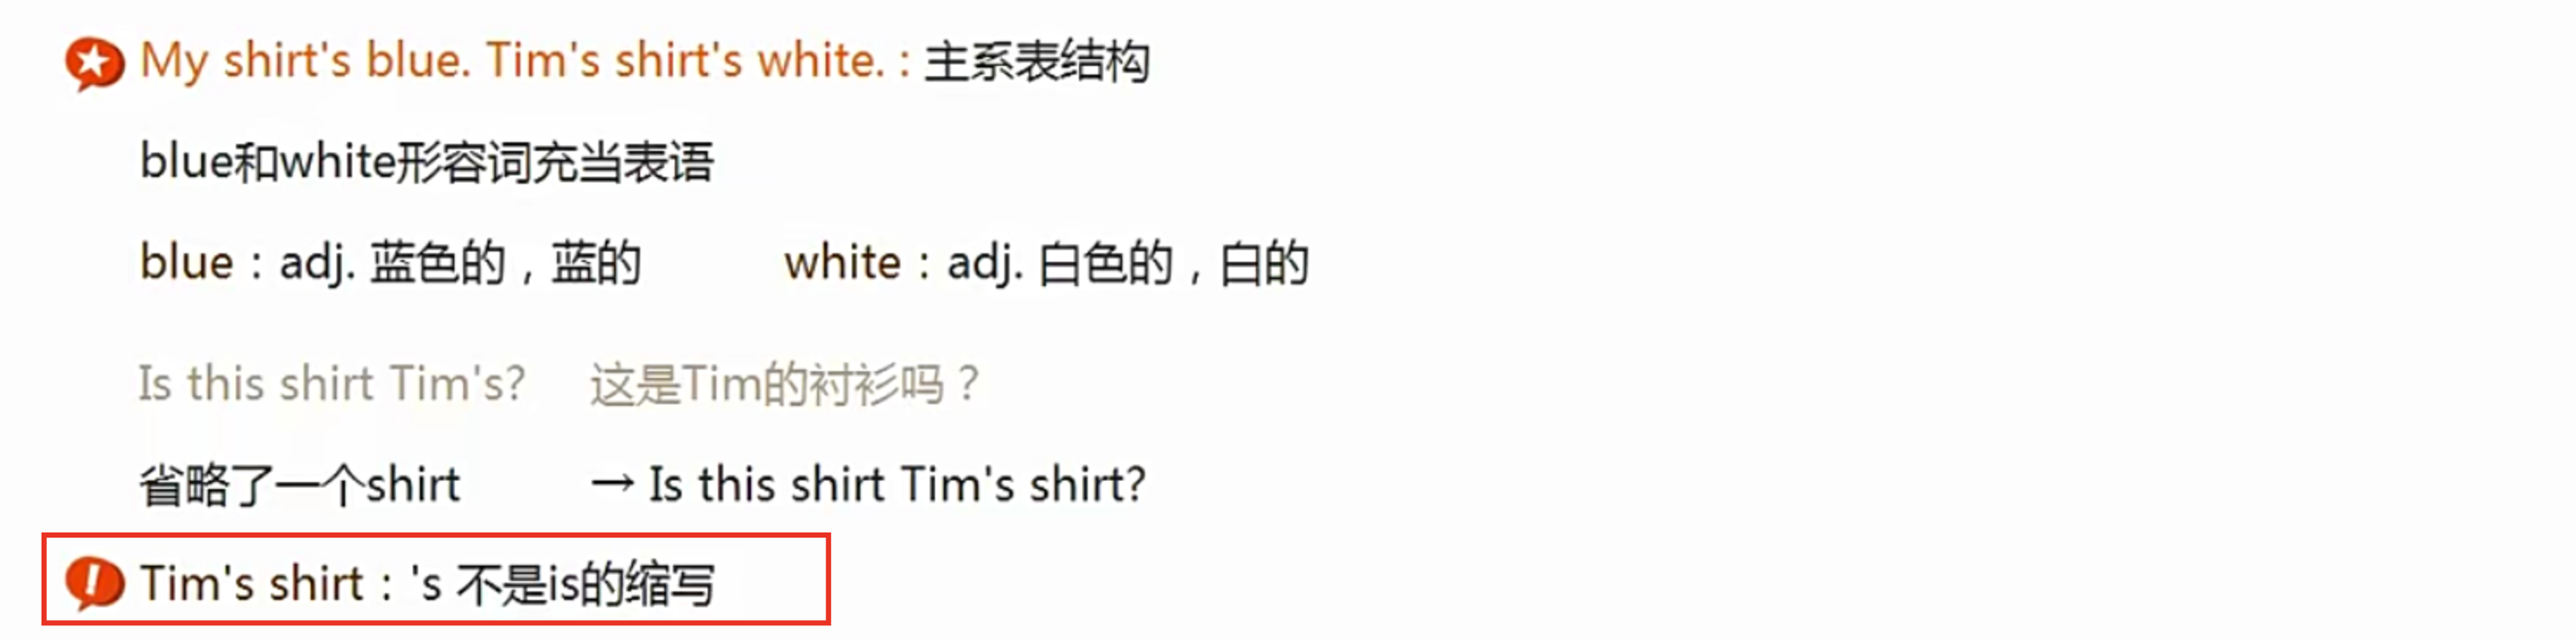 My shirt's blue. Tim's shirt's white. : 主系表结构
blue和white形容词充当表语
blue：adj. 蓝色的，蓝的 white：adj. 白色的，白的
Is this shirt Tim's? 这是Tim的衬衫吗？
省略了一个shirt → Is this shirt Tim's shirt?
Tim's shirt：'s 不是is的缩写